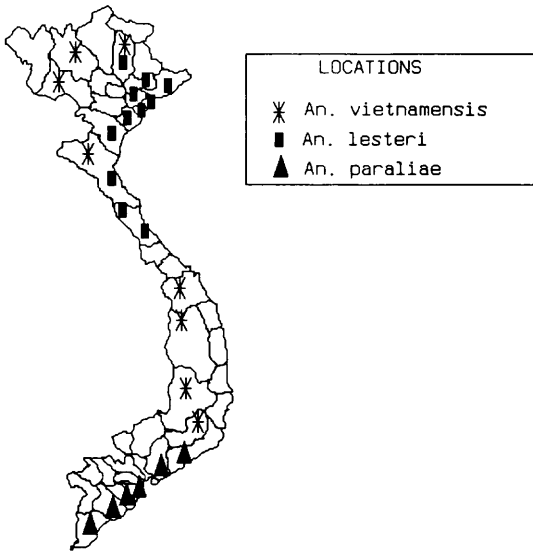 LOCATIONS
An. vietnamensis
An. lesteri
An. paraliae